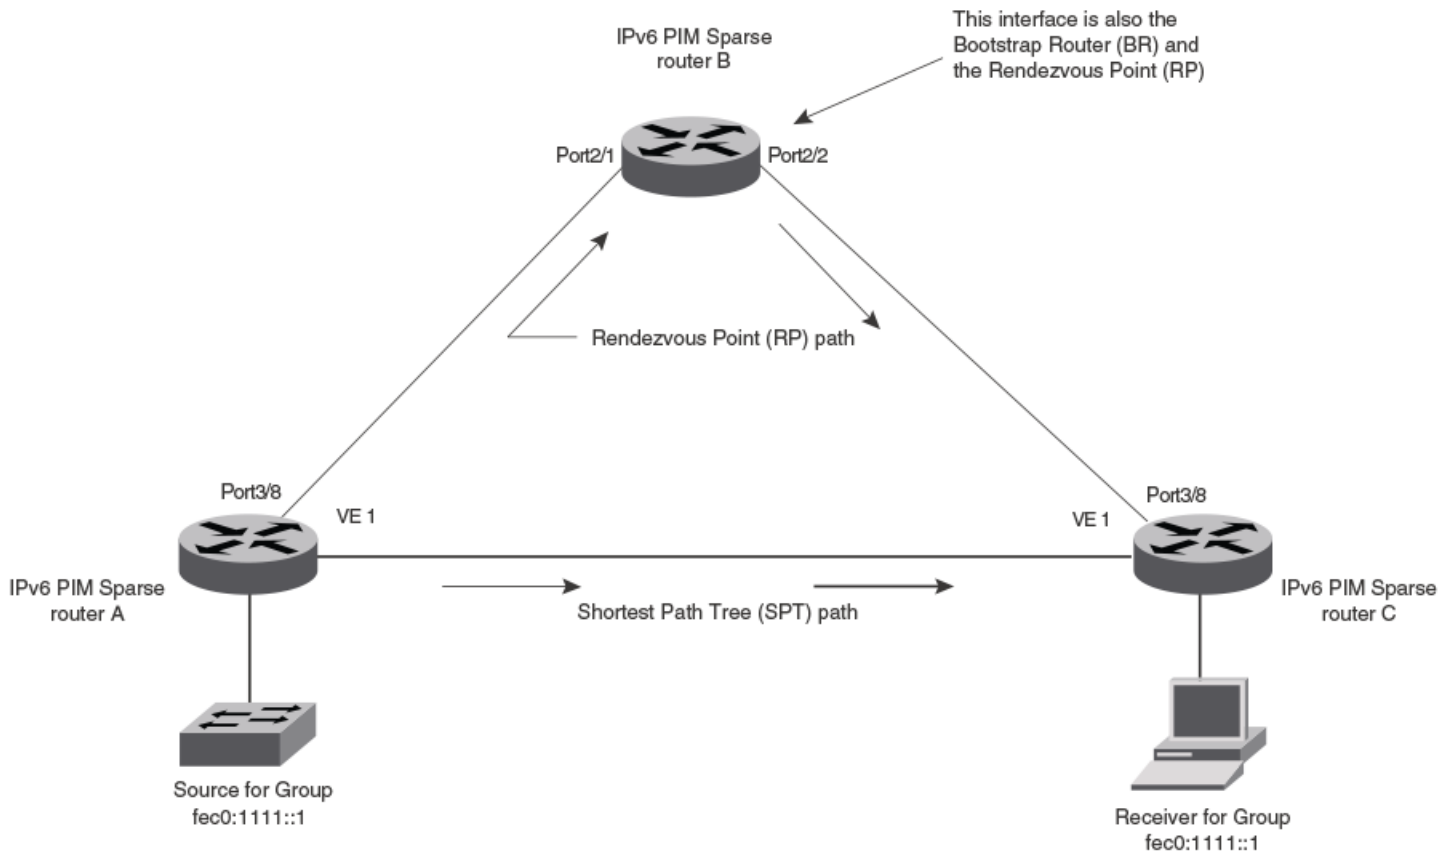 This interface is also the
Bootstrap Router (BR) and
the Rendezvous Point (RP)
IPv6 PIM Sparse
router B
Port2/1
Port2/2
Rendezvous Point (RP) path
Port3/8
VE 1
VE 1
Port3/8
IPv6 PIM Sparse
router A
Shortest Path Tree (SPT) path
IPv6 PIM Sparse
router C
Source for Group
fec0:1111::1
Receiver for Group
fec0:1111::1